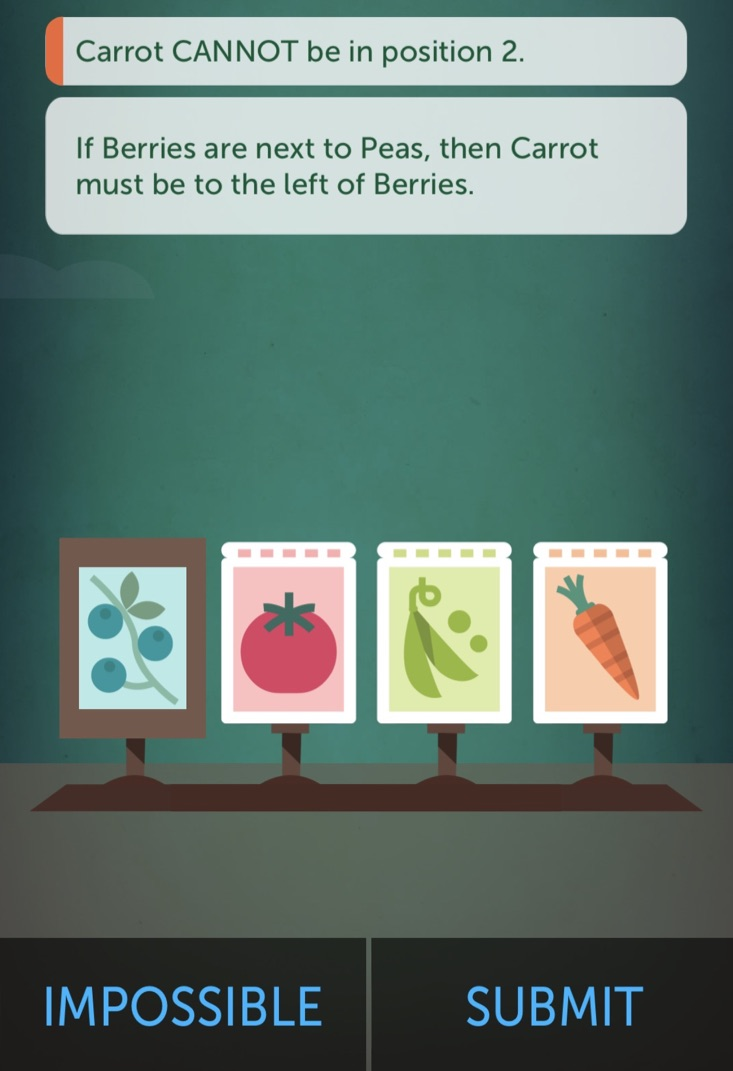 Carrot CANNOT be in position 2.
If Berries are next to Peas, then Carrot
must be to the left of Berries.
IMPOSSIBLE
SUBMIT